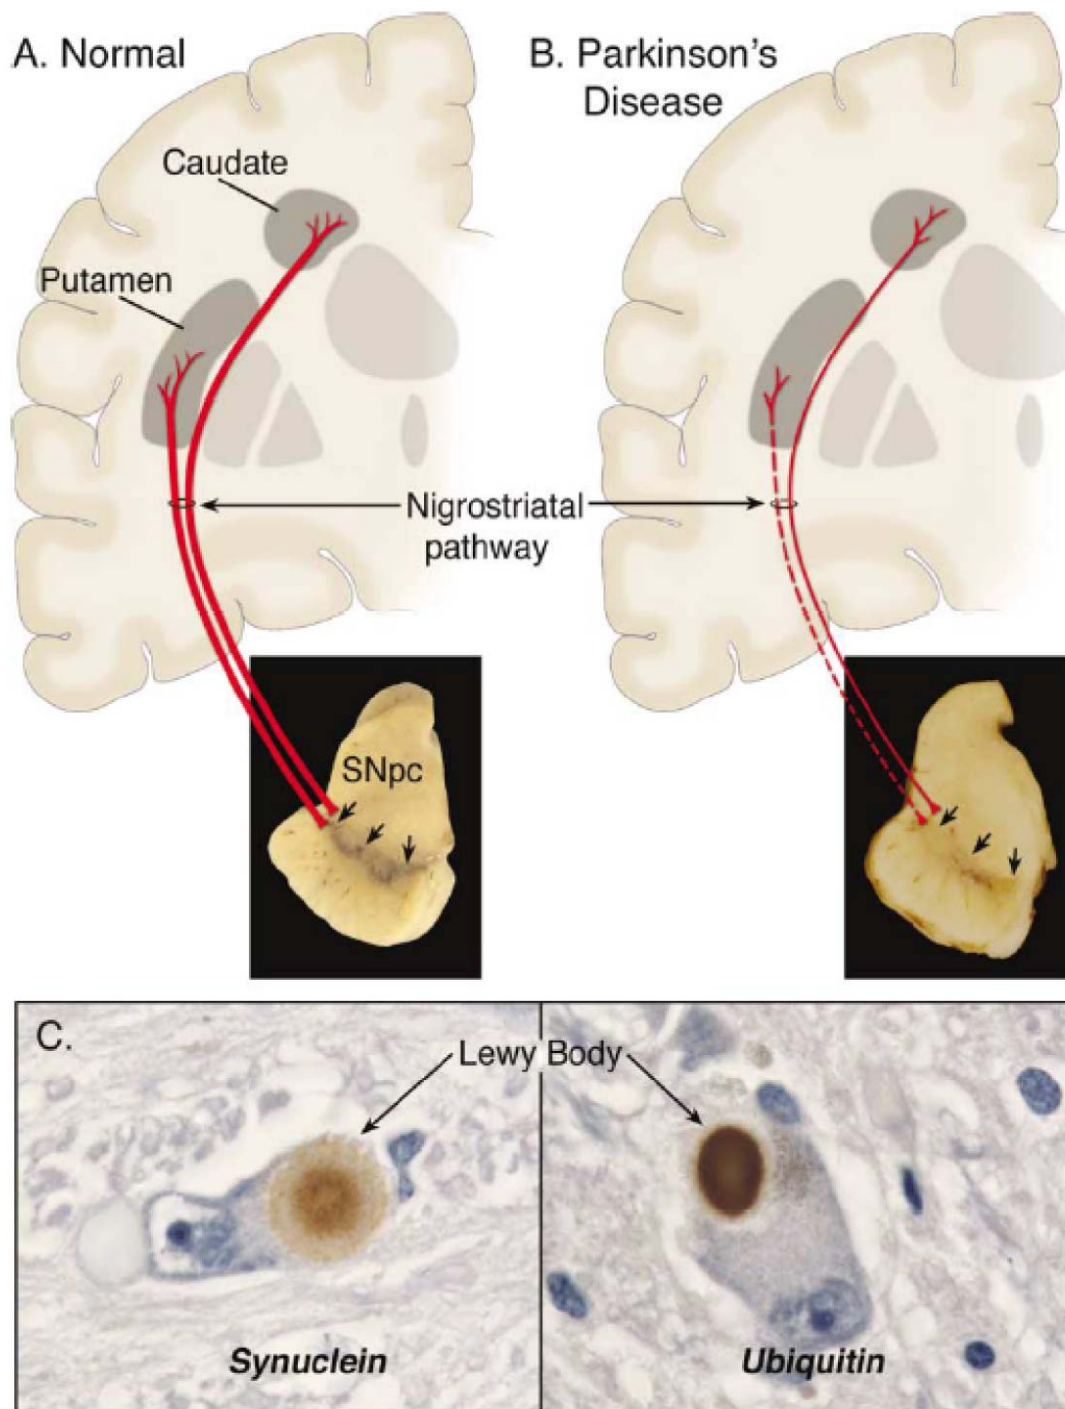 A. Normal
B. Parkinson's
Disease
Caudate
Putamen
Nigrostriatal
pathway
SNpc
C.
Lewy Body
Synuclein
Ubiquitin